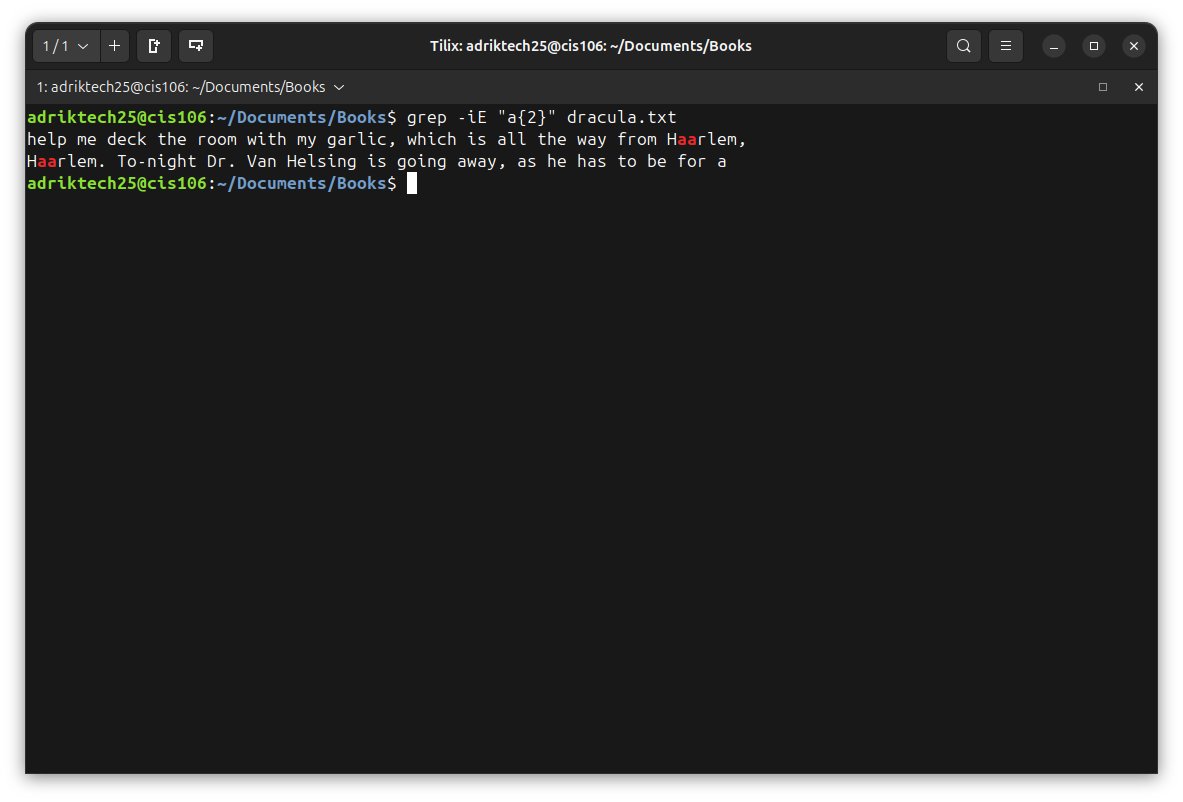 1 / 1
Tilix: adriktech25@cis106: ~/Documents/Books
1: adriktech25@cis106: ~/Documents/Books
adriktech25@cis106:~/Documents/Books$ grep -iE "a{2}" dracula.txt
help me deck the room with my garlic, which is all the way from Haarlem,
Haarlem. To-night Dr. Van Helsing is going away, as he has to be for a
adriktech25@cis106:~/Documents/Books$